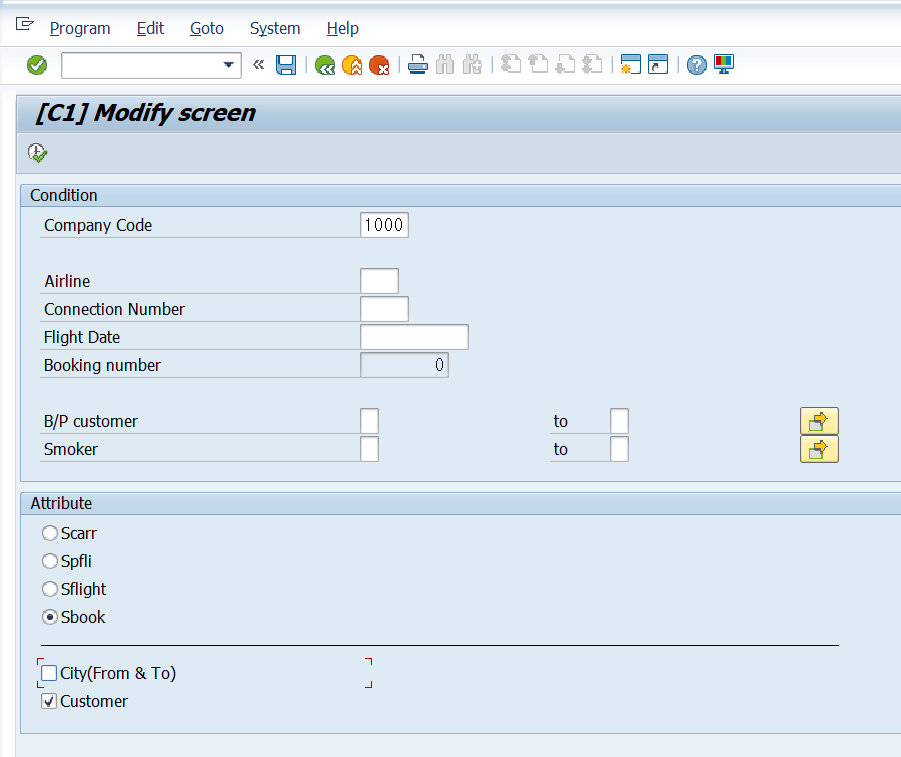 Program Edit Goto System Help
[C1] Modify screen
Condition
Company Code 1000
Airline
Connection Number
Flight Date
Booking number 0
B/P customer to
Smoker to
Attribute
Scarr
Spfli
Sflight
Sbook
City(From & To)
Customer